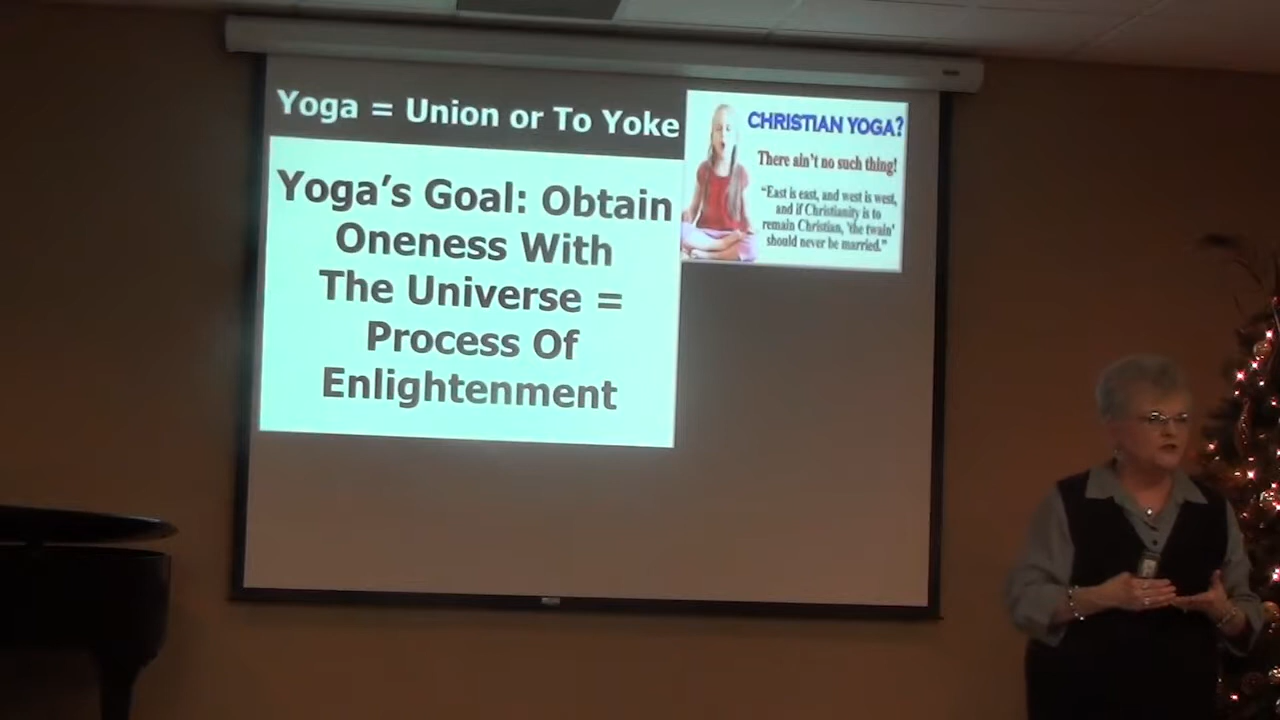 Yoga = Union or To Yoke
Yoga's Goal: Obtain
Oneness With
The Universe =
Process Of
Enlightenment
CHRISTIAN YOGA?
There ain't no such thing!
"East is east, and west is west,
and if Christianity is to
remain Christian, 'the twain'
should never be married."